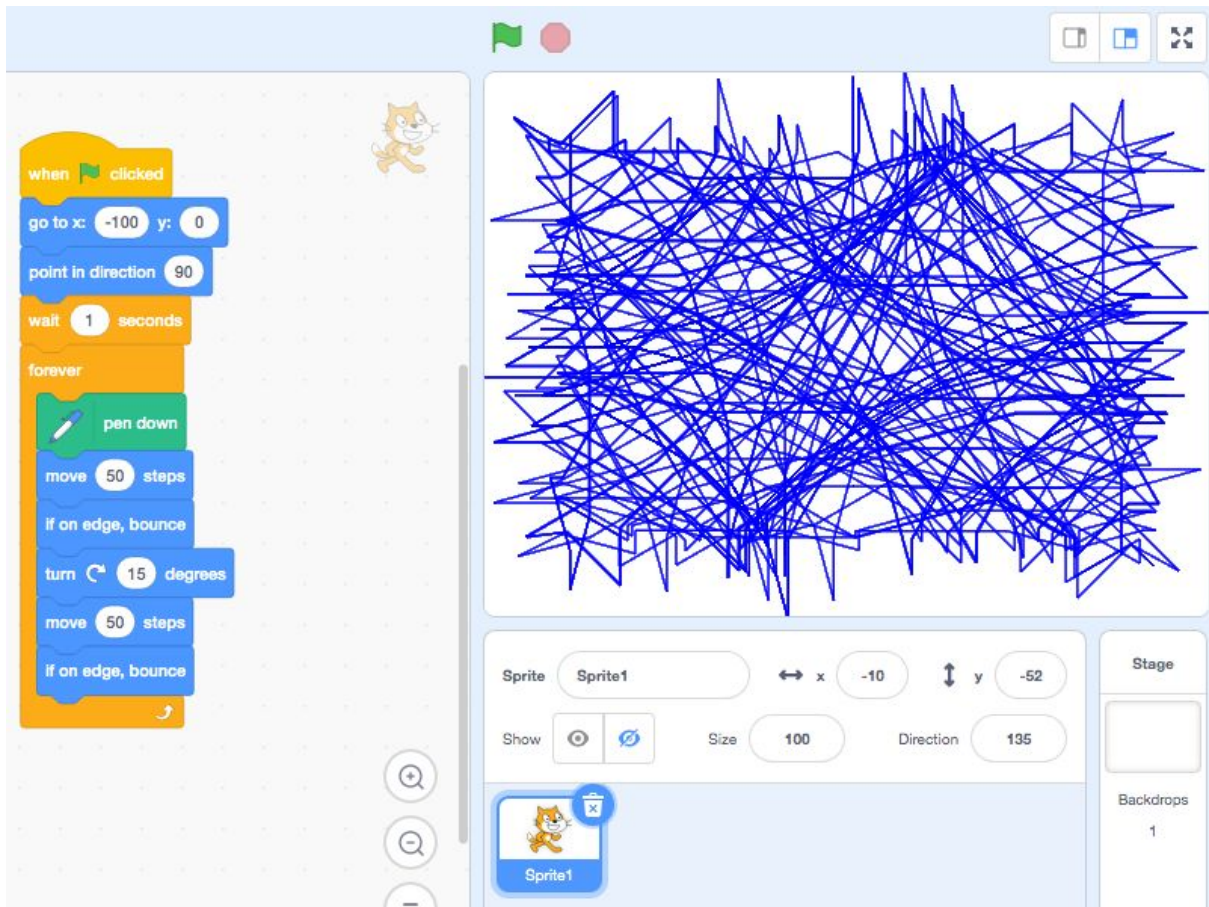 when clicked
go to x: -100 y: 0
point in direction 90
wait 1 seconds
forever
pen down
move 50 steps
if on edge, bounce
turn 15 degrees
move 50 steps
if on edge, bounce
Sprite Sprite1 x -10 y -52
Show Size 100 Direction 135
Sprite1
Stage
Backdrops
1